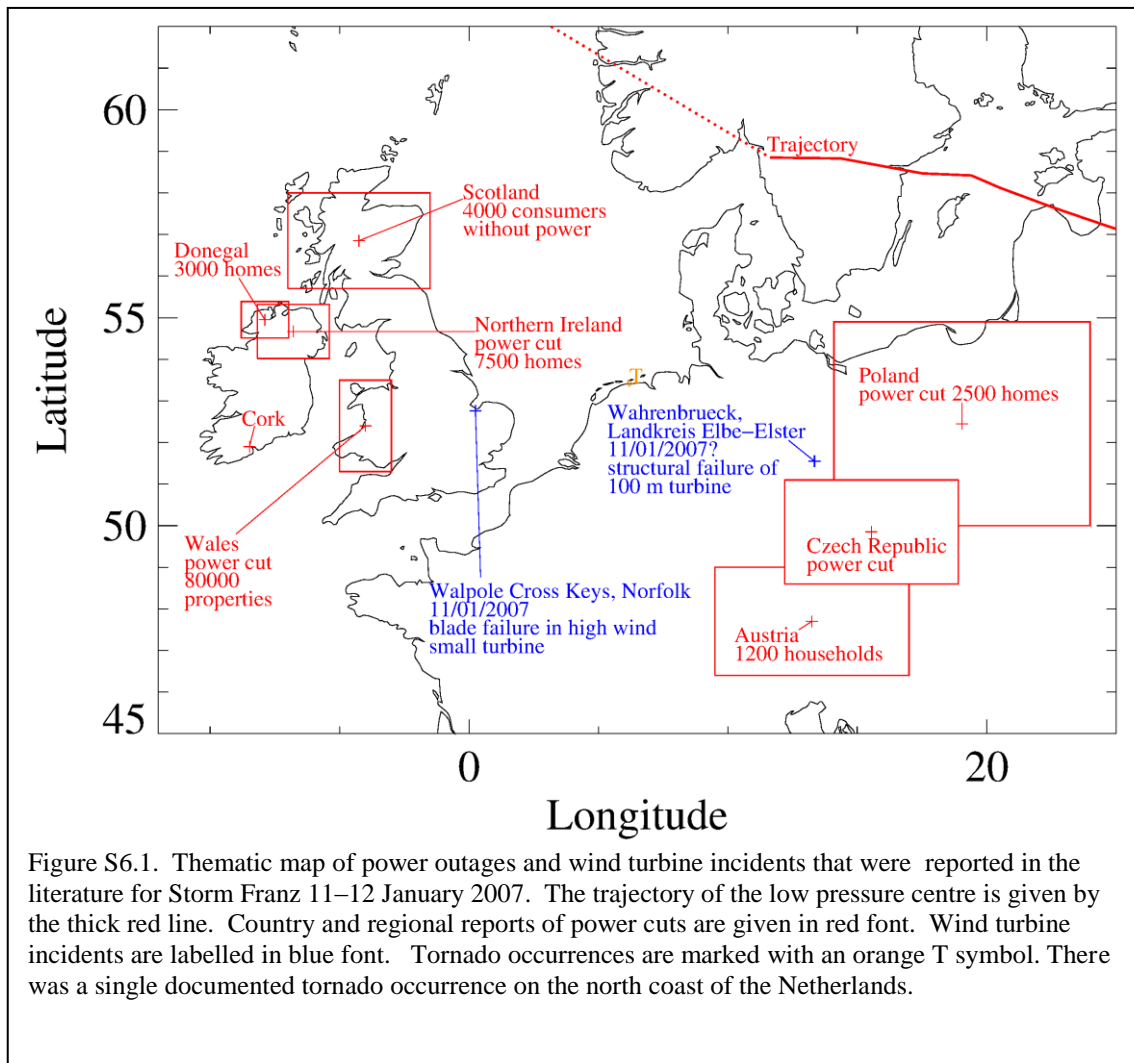 60
55
50
45
Latitude
0
20
Longitude
Trajectory
Scotland
4000 consumers
without power
Donegal
3000 homes
Northern Ireland
power cut
7500 homes
Cork
Wales
power cut
80000
properties
T
Wahrenbrueck,
Landkreis Elbe-Elster
11/01/2007?
structural failure of
100 m turbine
Walpole Cross Keys, Norfolk
11/01/2007
blade failure in high wind
small turbine
Poland
power cut 2500 homes
Czech Republic
power cut
Austria
1200 households
Figure S6.1. Thematic map of power outages and wind turbine incidents that were reported in the
literature for Storm Franz 11–12 January 2007. The trajectory of the low pressure centre is given by
the thick red line. Country and regional reports of power cuts are given in red font. Wind turbine
incidents are labelled in blue font. Tornado occurrences are marked with an orange T symbol. There
was a single documented tornado occurrence on the north coast of the Netherlands.